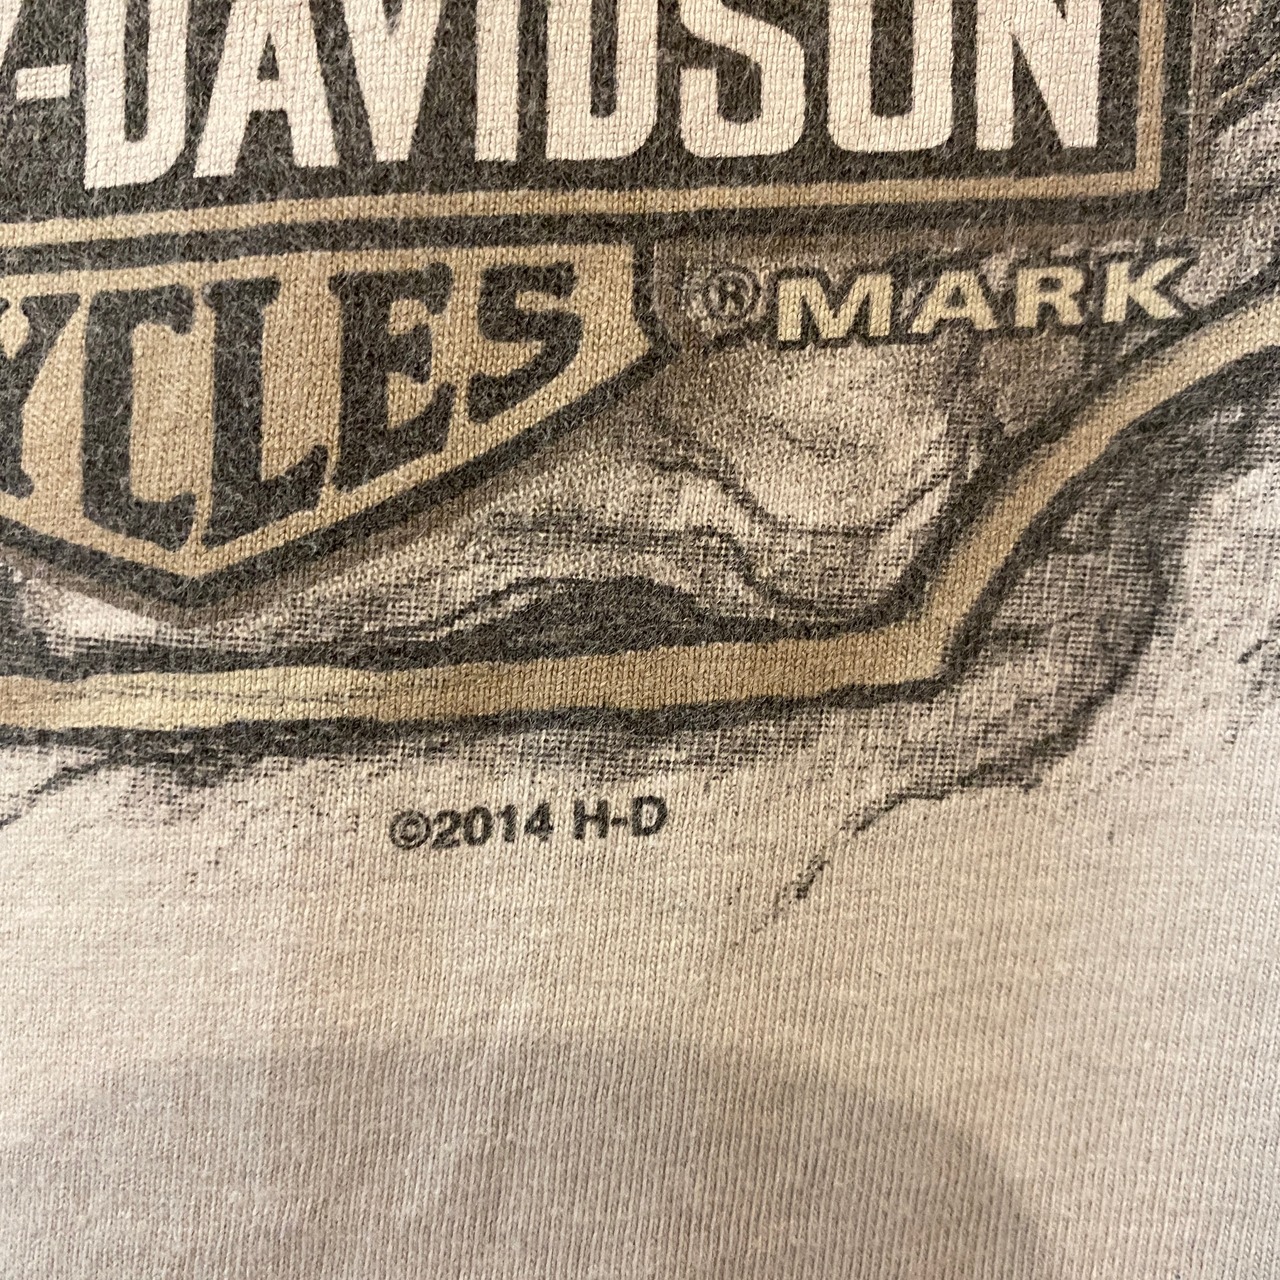 Y-DAVIDSON
YCLES
®MARK
©2014 H-D